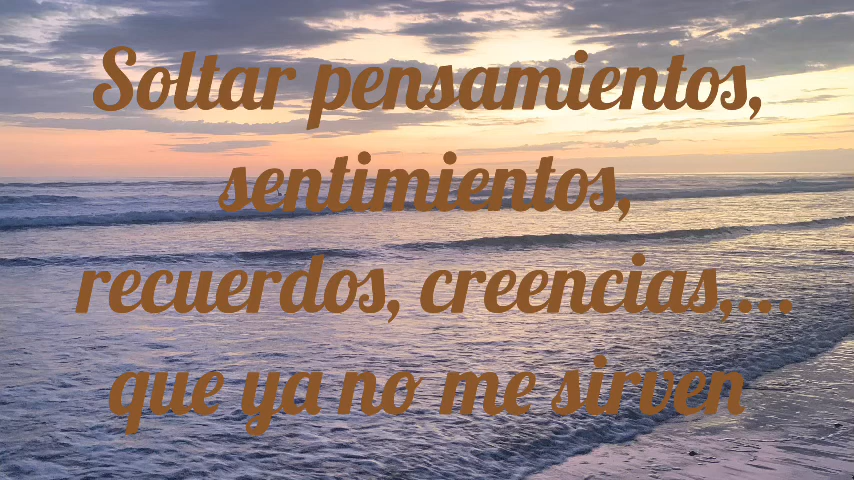 Soltar pensamientos,
sentimientos,
recuerdos, creencias,...
que ya no me sirven